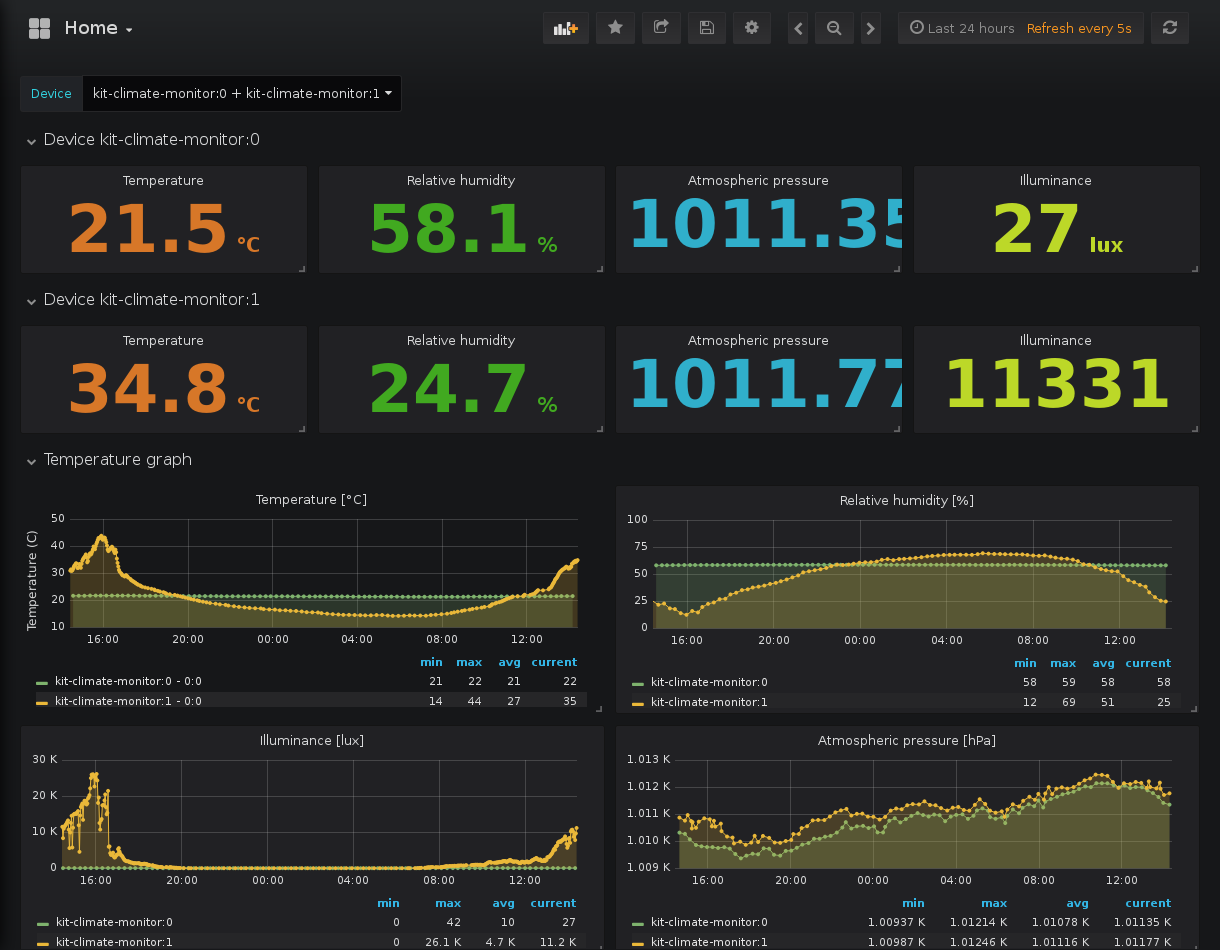 Home
Last 24 hours Refresh every 5s
Device kit-climate-monitor:0 + kit-climate-monitor:1
Device kit-climate-monitor:0
Temperature Relative humidity Atmospheric pressure Illuminance
21.5 °C 58.1 % 1011.35 27 lux
Device kit-climate-monitor:1
Temperature Relative humidity Atmospheric pressure Illuminance
34.8 °C 24.7 % 1011.77 11331
Temperature graph
Temperature [°C]
Temperature (C)
50
40
30
20
10
16:00 20:00 00:00 04:00 08:00 12:00
min max avg current
kit-climate-monitor:0 - 0:0 21 22 21 22
kit-climate-monitor:1 - 0:0 14 44 27 35
Relative humidity [%]
100
75
50
25
0
16:00 20:00 00:00 04:00 08:00 12:00
min max avg current
kit-climate-monitor:0 58 59 58 58
kit-climate-monitor:1 12 69 51 25
Illuminance [lux]
30 K
20 K
10 K
0
16:00 20:00 00:00 04:00 08:00 12:00
min max avg current
kit-climate-monitor:0 0 42 10 27
kit-climate-monitor:1 0 26.1 K 4.7 K 11.2 K
Atmospheric pressure [hPa]
1.013 K
1.012 K
1.011 K
1.010 K
1.009 K
16:00 20:00 00:00 04:00 08:00 12:00
min max avg current
kit-climate-monitor:0 1.00937 K 1.01214 K 1.01078 K 1.01135 K
kit-climate-monitor:1 1.00987 K 1.01246 K 1.01116 K 1.01177 K